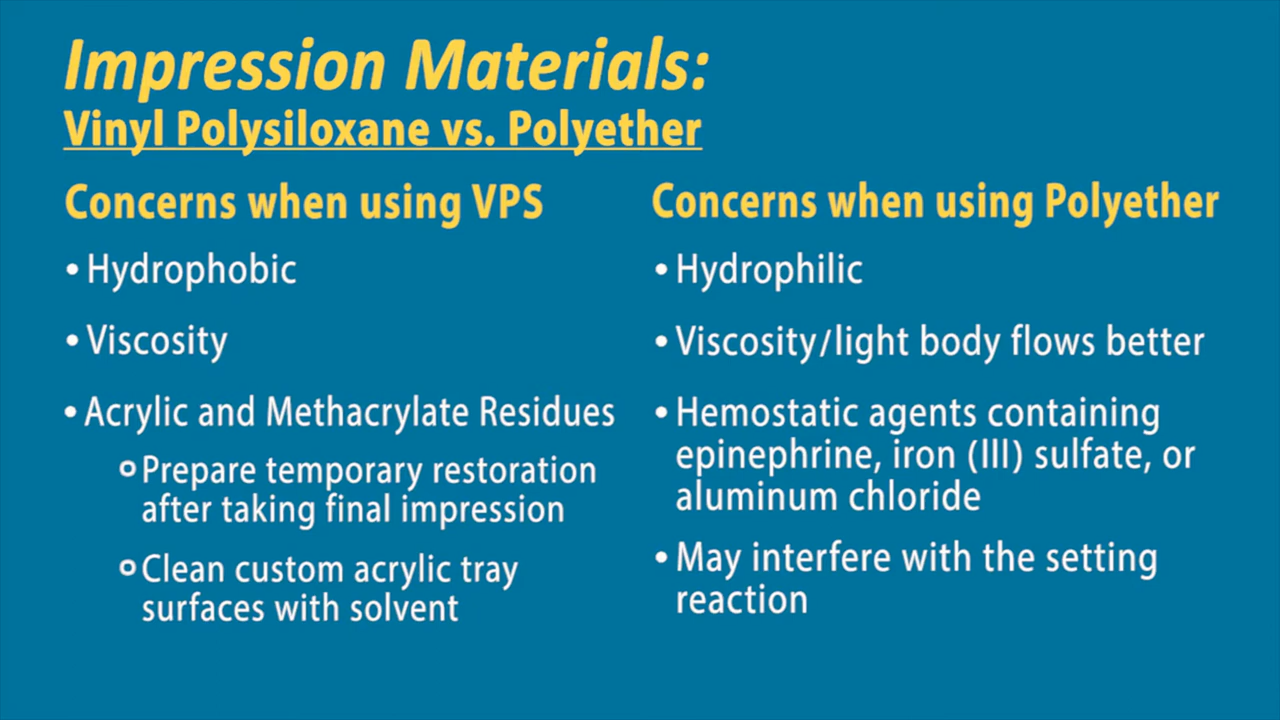 Impression Materials:
Vinyl Polysiloxane vs. Polyether
Concerns when using VPS
• Hydrophobic
• Viscosity
• Acrylic and Methacrylate Residues
o Prepare temporary restoration
after taking final impression
o Clean custom acrylic tray
surfaces with solvent
Concerns when using Polyether
• Hydrophilic
• Viscosity/light body flows better
• Hemostatic agents containing
epinephrine, iron (III) sulfate, or
aluminum chloride
• May interfere with the setting
reaction